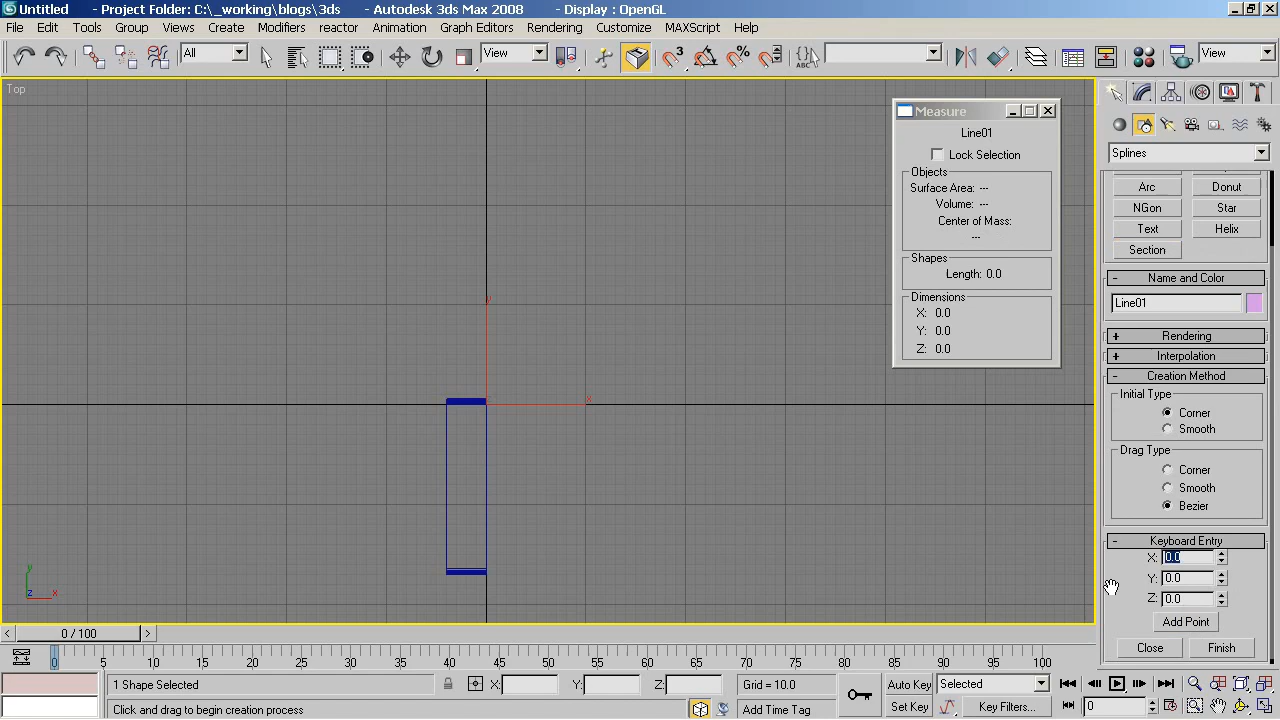 Untitled - Project Folder: C:\_working\blogs\3ds - Autodesk 3ds Max 2008 - Display : OpenGL
File Edit Tools Group Views Create Modifiers reactor Animation Graph Editors Rendering Customize MAXScript Help
All View 3 % ABC View
Top
Measure
Line01
Lock Selection
Objects
Surface Area: ---
Volume: ---
Center of Mass:
---
Shapes
Length: 0.0
Dimensions
X: 0.0
Y: 0.0
Z: 0.0
y
x
y
z x
Splines
Arc Donut
NGon Star
Text Helix
Section
- Name and Color
Line01
+ Rendering
+ Interpolation
- Creation Method
Initial Type
Corner
Smooth
Drag Type
Corner
Smooth
Bezier
- Keyboard Entry
X: 0.0
Y: 0.0
Z: 0.0
Add Point
Close Finish
< 0 / 100 >
0 5 10 15 20 25 30 35 40 45 50 55 60 65 70 75 80 85 90 95 100
1 Shape Selected X: Y: Z: Grid = 10.0 Auto Key Selected
Click and drag to begin creation process Add Time Tag Set Key Key Filters... 0